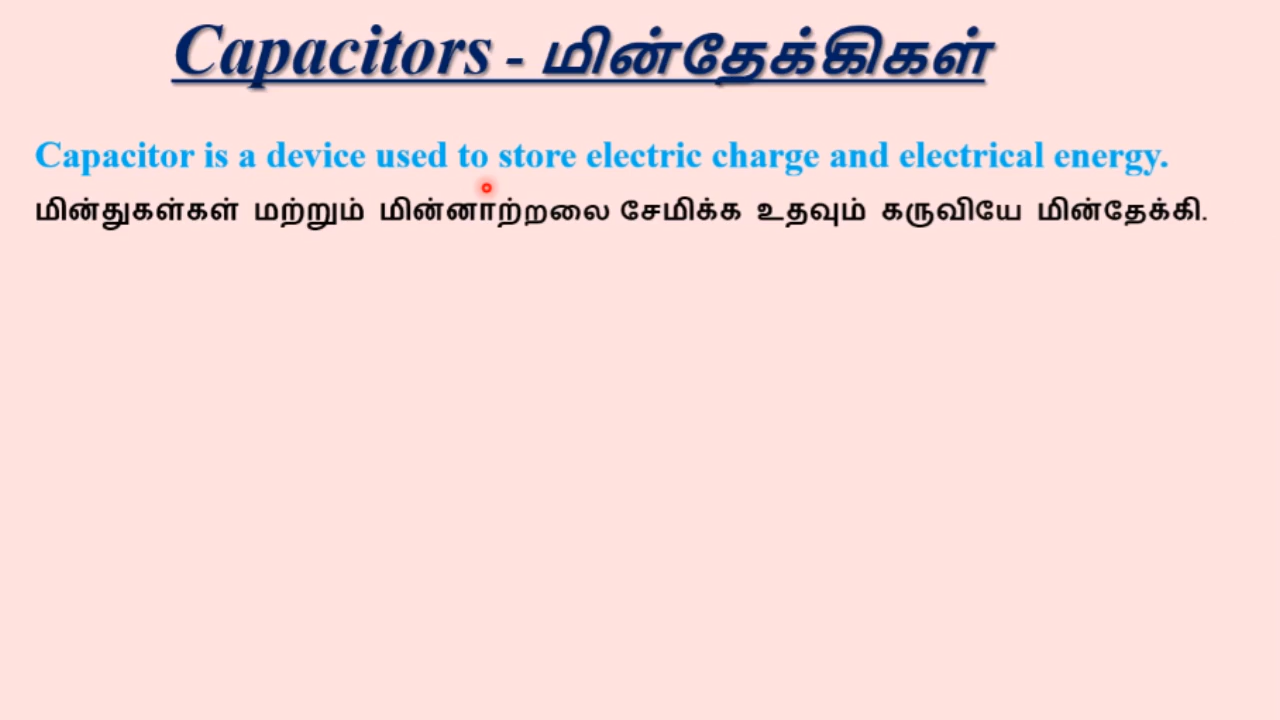 Capacitors - மின்தேக்கிகள்
Capacitor is a device used to store electric charge and electrical energy.
மின்துகள்கள் மற்றும் மின்னாற்றலை சேமிக்க உதவும் கருவியே மின்தேக்கி.